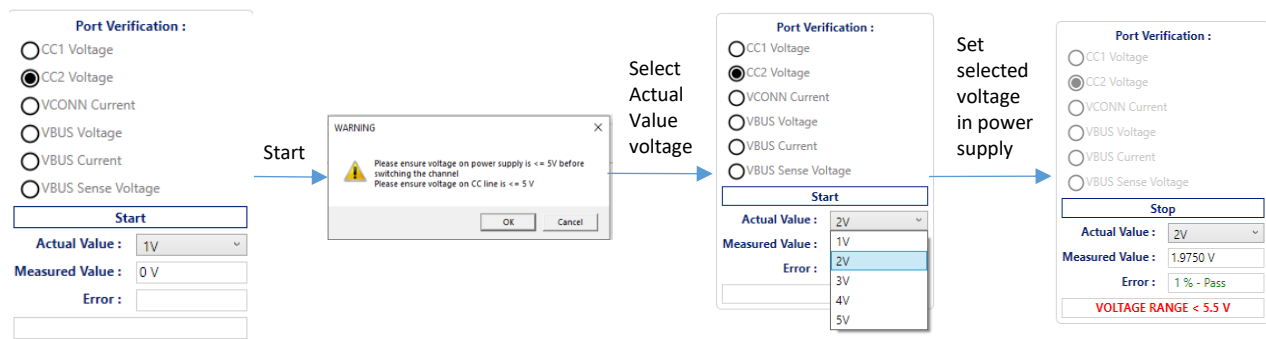 Port Verification :
CC1 Voltage
CC2 Voltage
VCONN Current
VBUS Voltage
VBUS Current
VBUS Sense Voltage
Start
Actual Value : 1V
Measured Value : 0 V
Error :
Start
WARNING
Please ensure voltage on power supply is <= 5V before
switching the channel
Please ensure voltage on CC line is <= 5 V
OK Cancel
Select
Actual
Value
voltage
Port Verification :
CC1 Voltage
CC2 Voltage
VCONN Current
VBUS Voltage
VBUS Current
VBUS Sense Voltage
Start
Actual Value : 2V
Measured Value : 1V
2V
Error :
3V
4V
5V
Set
selected
voltage
in power
supply
Port Verification :
CC1 Voltage
CC2 Voltage
VCONN Current
VBUS Voltage
VBUS Current
VBUS Sense Voltage
Stop
Actual Value : 2V
Measured Value : 1.9750 V
Error : 1 % - Pass
VOLTAGE RANGE < 5.5 V